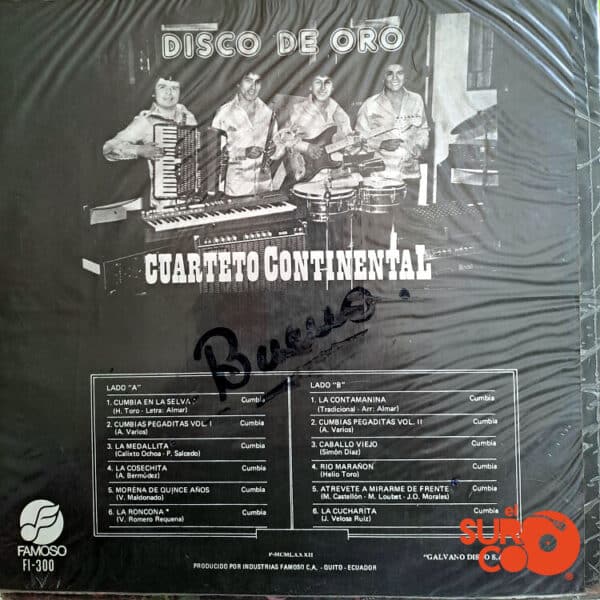 DISCO DE ORO
CUARTETO CONTINENTAL
Bueno
LADO "A"
1. CUMBIA EN LA SELVA Cumbia
(H. Toro - Letra: Almar)
2. CUMBIAS PEGADITAS VOL. I Cumbia
(A. Varios)
3. LA MEDALLITA Cumbia
(Calixto Ochoa - P. Salcedo)
4. LA COSECHITA Cumbia
(A. Bermúdez)
5. MORENA DE QUINCE AÑOS Cumbia
(V. Maldonado)
6. LA RONCONA * Cumbia
(V. Romero Requena)
LADO "B"
1. LA CONTAMANINA Cumbia
(Tradicional - Arr: Almar)
2. CUMBIAS PEGADITAS VOL. II Cumbia
(A. Varios)
3. CABALLO VIEJO Cumbia
(Simón Díaz)
4. RIO MARAÑON Cumbia
(Helio Toro)
5. ATREVETE A MIRARME DE FRENTE Cumbia
(M. Castellón - M. Loubet - J.O. Morales)
6. LA CUCHARITA Cumbia
(J. Velosa Ruíz)
FAMOSO
FI-300
PRODUCIDO POR INDUSTRIAS FAMOSO C.A. - QUITO - ECUADOR
"GALVANO DISCO S.A
el
SURCO